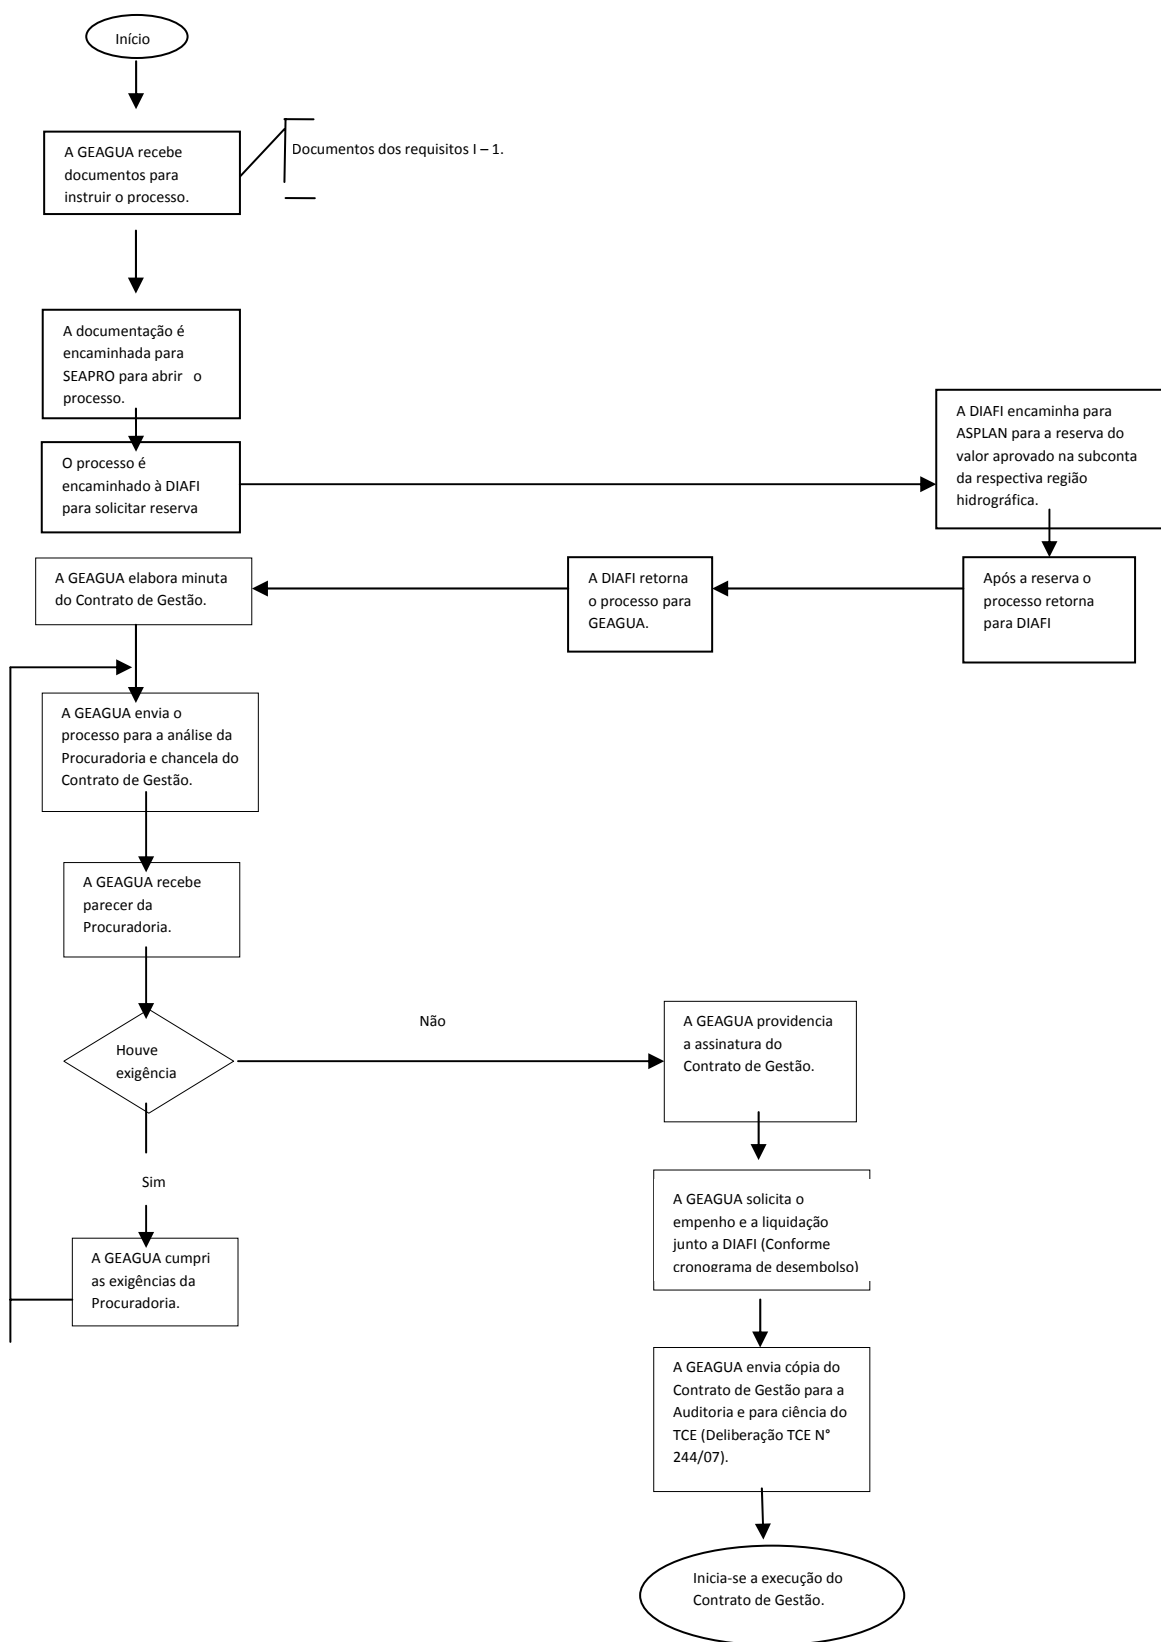 Início
A GEAGUA recebe
documentos para
instruir o processo.
Documentos dos requisitos I – 1.
A documentação é
encaminhada para
SEAPRO para abrir o
processo.
O processo é
encaminhado à DIAFI
para solicitar reserva
A DIAFI encaminha para
ASPLAN para a reserva do
valor aprovado na subconta
da respectiva região
hidrográfica.
Após a reserva o
processo retorna
para DIAFI
A DIAFI retorna
o processo para
GEAGUA.
A GEAGUA elabora minuta
do Contrato de Gestão.
A GEAGUA envia o
processo para a análise da
Procuradoria e chancela do
Contrato de Gestão.
A GEAGUA recebe
parecer da
Procuradoria.
Houve
exigência
Não
Sim
A GEAGUA cumpri
as exigências da
Procuradoria.
A GEAGUA providencia
a assinatura do
Contrato de Gestão.
A GEAGUA solicita o
empenho e a liquidação
junto a DIAFI (Conforme
cronograma de desembolso)
A GEAGUA envia cópia do
Contrato de Gestão para a
Auditoria e para ciência do
TCE (Deliberação TCE N°
244/07).
Inicia-se a execução do
Contrato de Gestão.